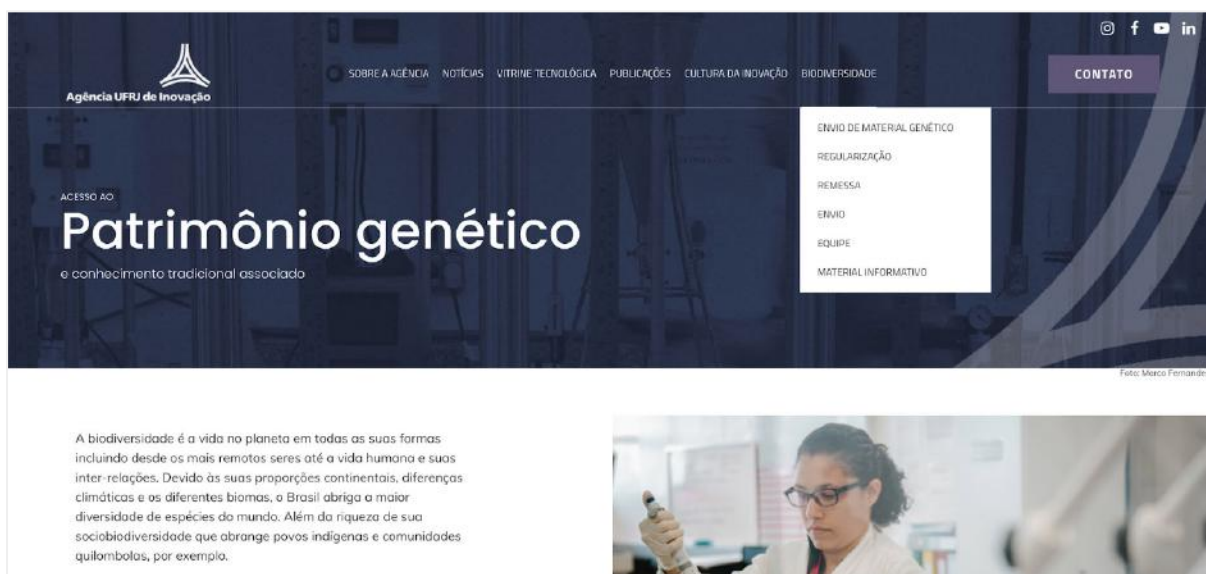 Agência UFRJ de Inovação
SOBRE A AGÊNCIA NOTÍCIAS VITRINE TECNOLÓGICA PUBLICAÇÕES CULTURA DA INOVAÇÃO BIODIVERSIDADE
CONTATO
ENVIO DE MATERIAL GENÉTICO
REGULARIZAÇÃO
REMESSA
ENVIO
EQUIPE
MATERIAL INFORMATIVO
ACESSO AO
Patrimônio genético
e conhecimento tradicional associado
Foto: Marco Fernande
A biodiversidade é a vida no planeta em todas as suas formas
incluindo desde os mais remotos seres até a vida humana e suas
inter-relações. Devido às suas proporções continentais, diferenças
climáticas e os diferentes biomas, o Brasil abriga a maior
diversidade de espécies do mundo. Além da riqueza de sua
sociobiodiversidade que abrange povos indígenas e comunidades
quilombolas, por exemplo.